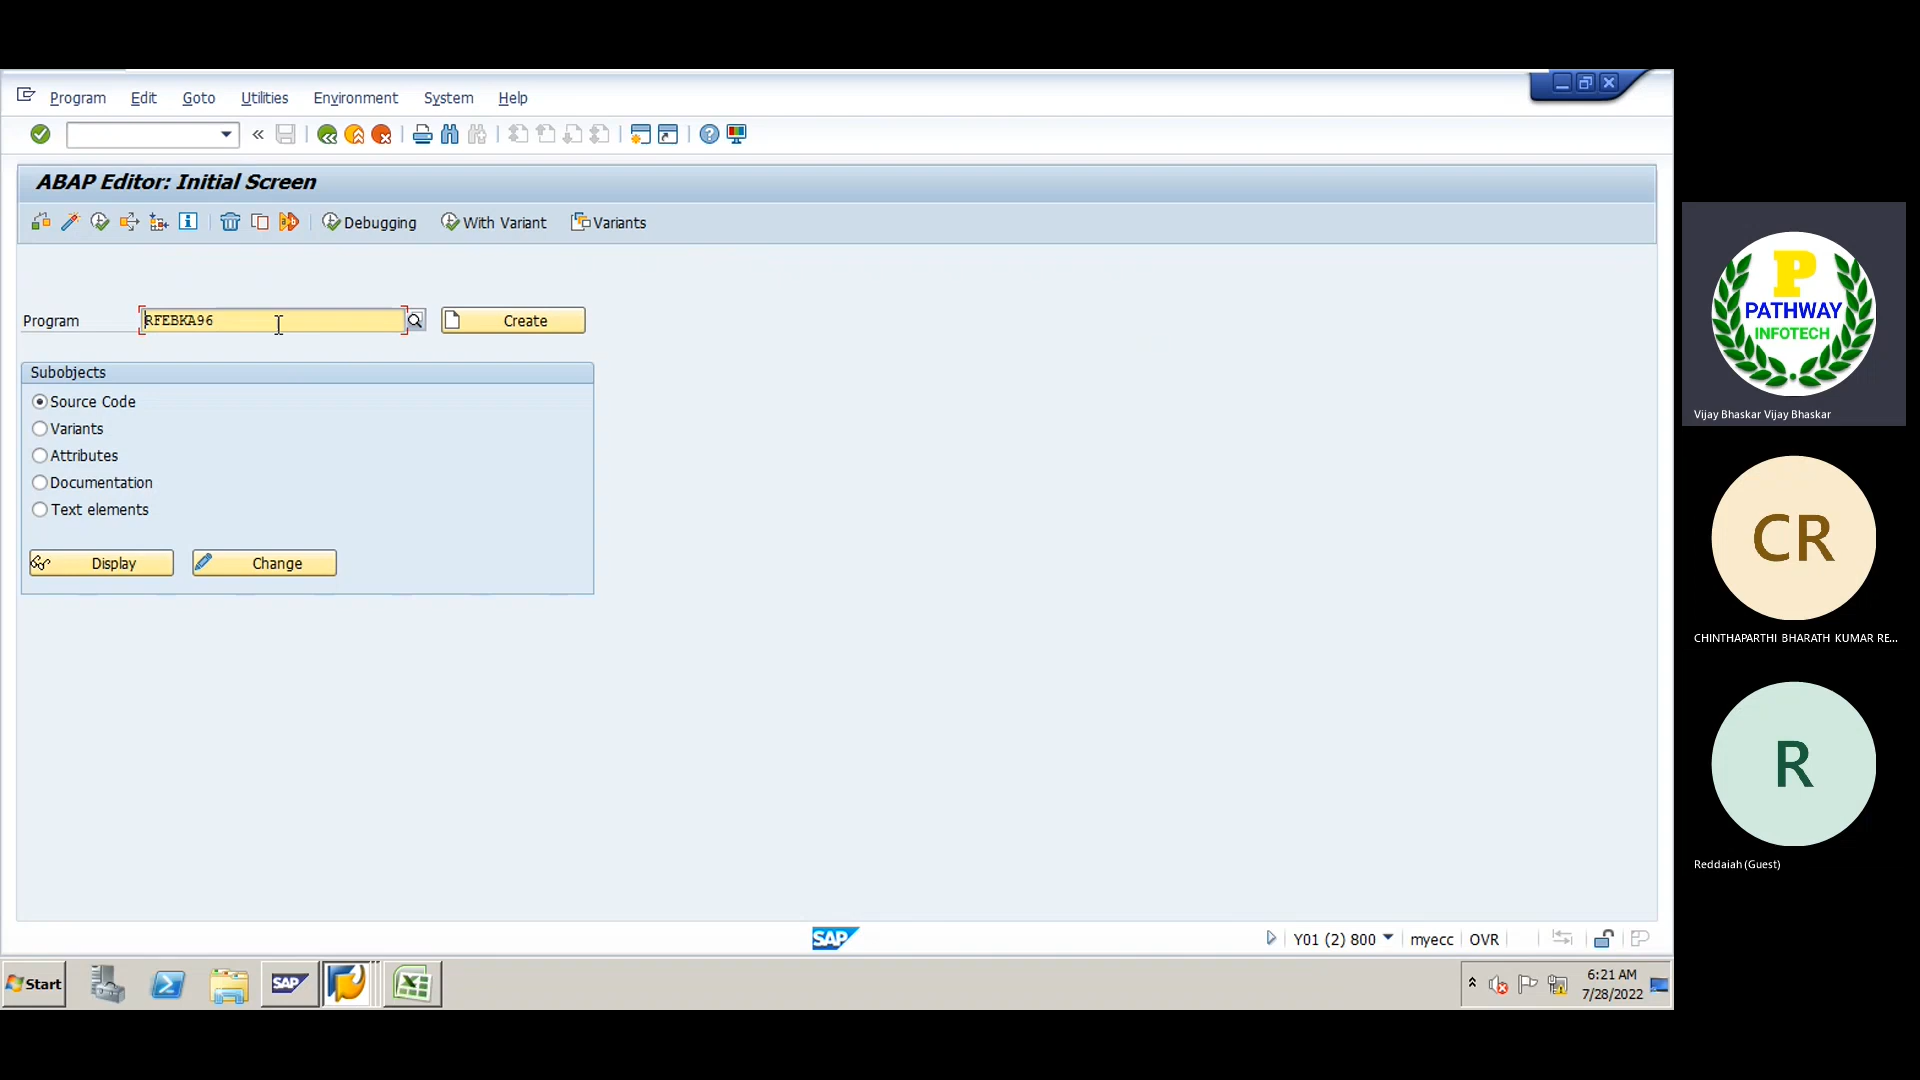 Program Edit Goto Utilities Environment System Help
ABAP Editor: Initial Screen
Debugging With Variant Variants
Program RFEBKA96 Create
Subobjects
Source Code
Variants
Attributes
Documentation
Text elements
Display Change
SAP Y01 (2) 800 myecc OVR
Start SAP 6:21 AM
7/28/2022
P
PATHWAY
INFOTECH
Vijay Bhaskar Vijay Bhaskar
CR
CHINTHAPARTHI BHARATH KUMAR RE...
R
Reddaiah (Guest)